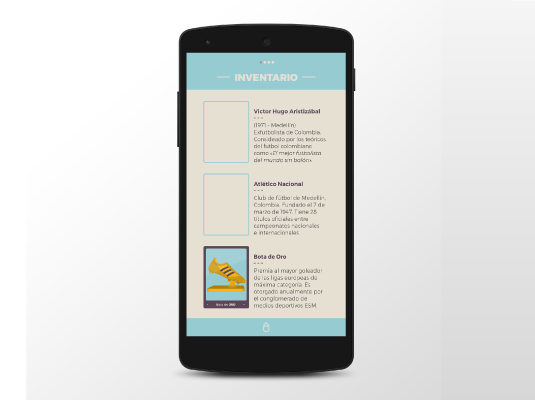 INVENTARIO
Victor Hugo Aristizábal
(1971 - Medellín)
Exfutbolista de Colombia.
Considerado por los teóricos
del futbol colombiano
como «El mejor futbolista
del mundo sin balón».
Atlético Nacional
Club de fútbol de Medellín,
Colombia. Fundado el 7 de
marzo de 1947. Tiene 28
títulos oficiales entre
campeonatos nacionales
e internacionales.
Bota de Oro
Premia al mayor goleador
de las ligas europeas de
máxima categoría. Es
otorgado anualmente por
el conglomerado de
medios deportivos ESM.
Bota de ORO